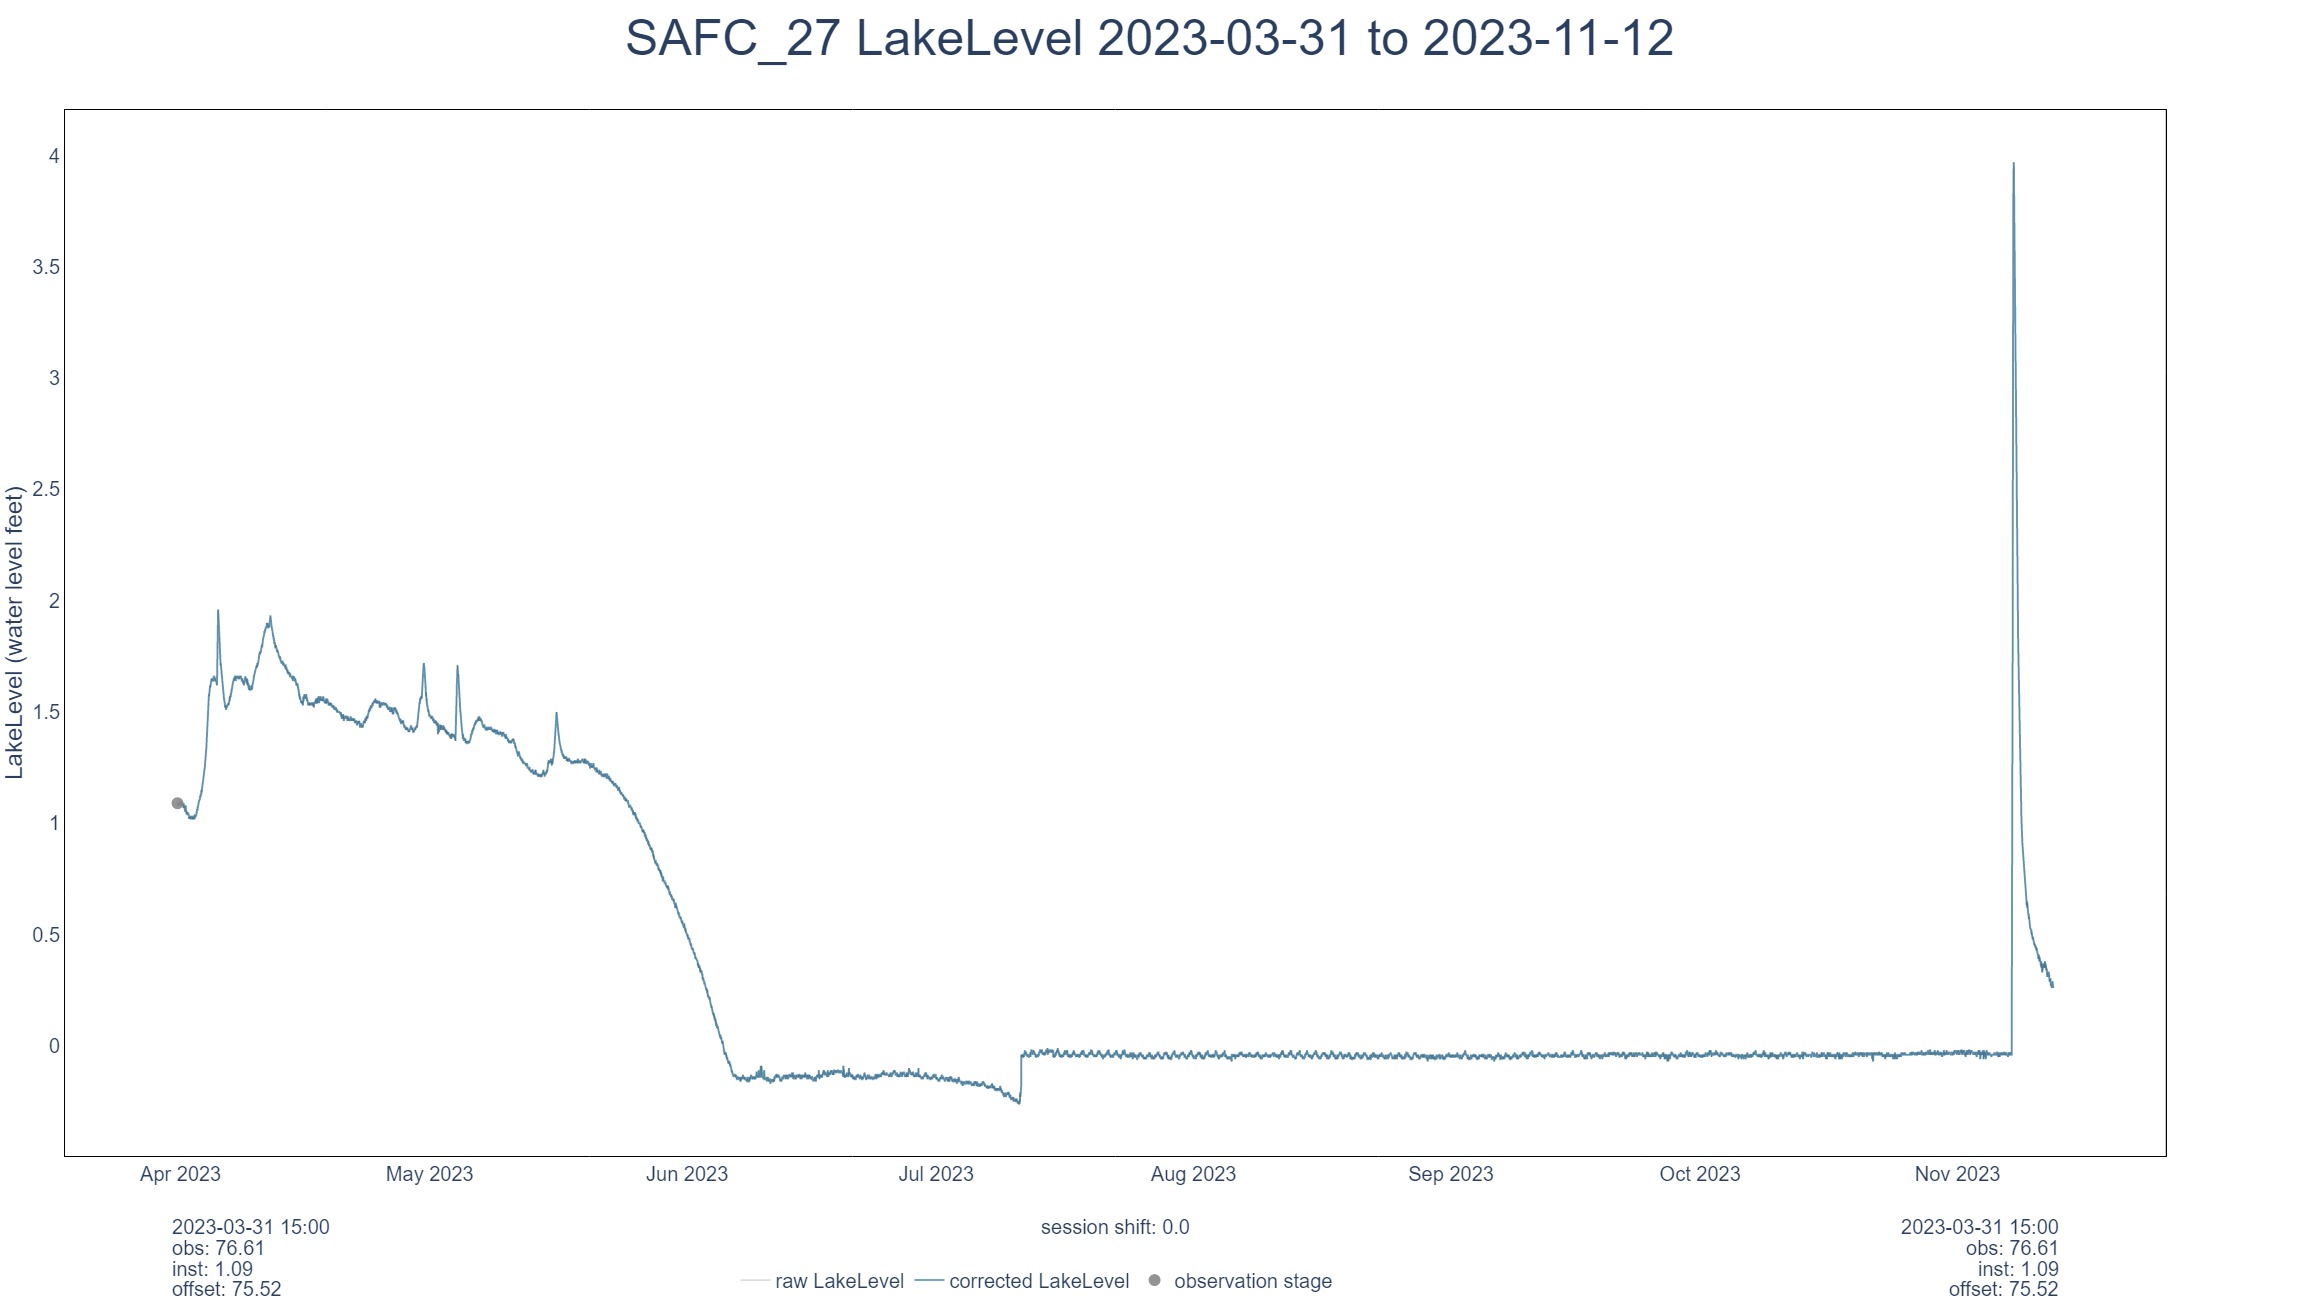 SAFC_27 LakeLevel 2023-03-31 to 2023-11-12
LakeLevel (water level feet)
4
3.5
3
2.5
2
1.5
1
0.5
0
Apr 2023 May 2023 Jun 2023 Jul 2023 Aug 2023 Sep 2023 Oct 2023 Nov 2023
2023-03-31 15:00
obs: 76.61
inst: 1.09
offset: 75.52
session shift: 0.0
raw LakeLevel corrected LakeLevel observation stage
2023-03-31 15:00
obs: 76.61
inst: 1.09
offset: 75.52